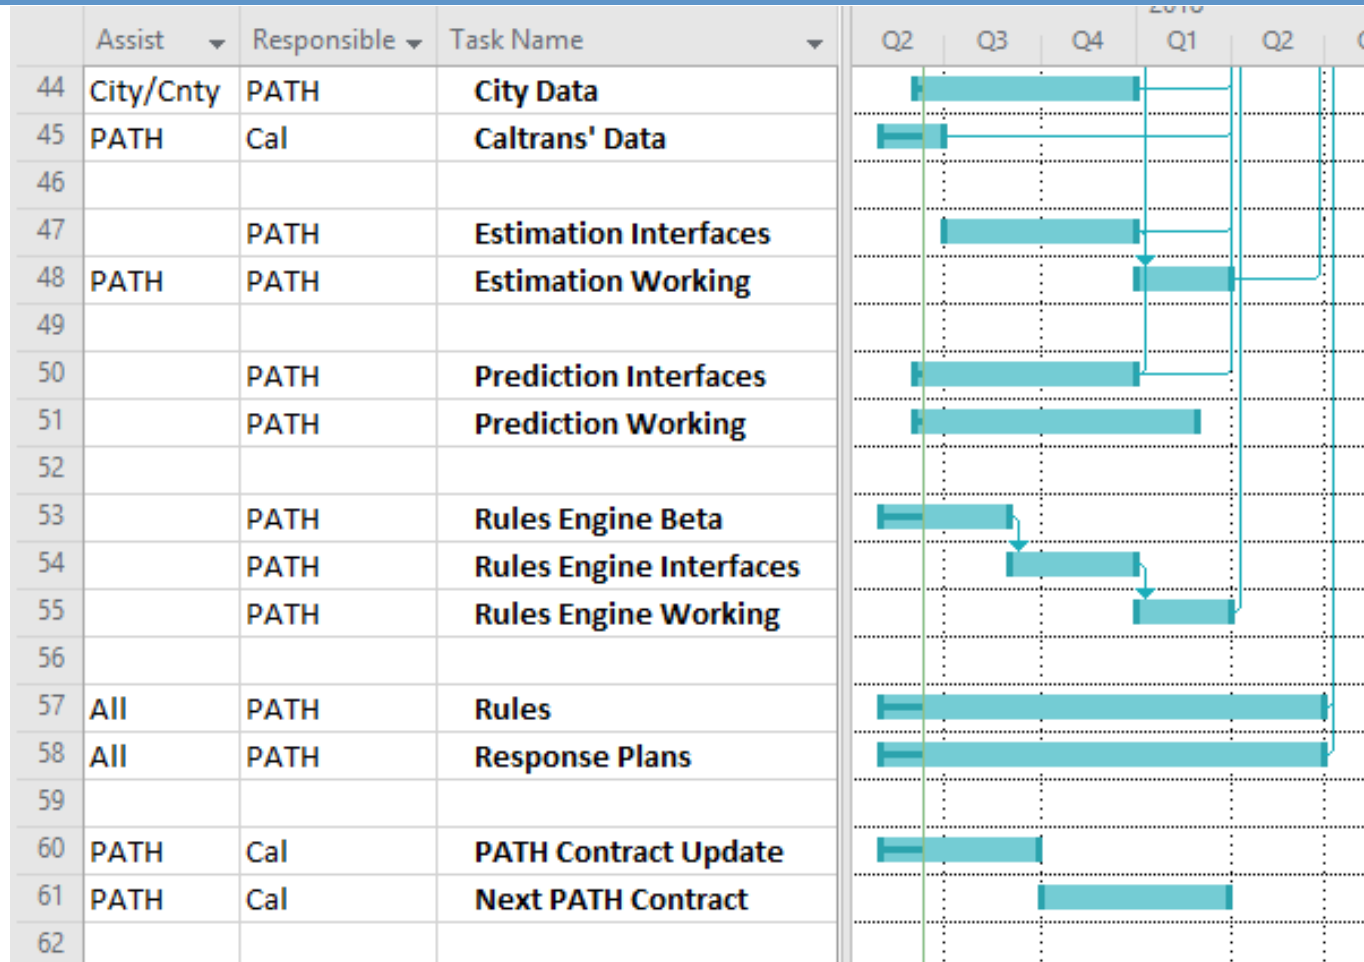 Assist Responsible Task Name Q2 Q3 Q4 Q1 Q2
44 City/Cnty PATH City Data
45 PATH Cal Caltrans' Data
46
47 PATH Estimation Interfaces
48 PATH PATH Estimation Working
49
50 PATH Prediction Interfaces
51 PATH Prediction Working
52
53 PATH Rules Engine Beta
54 PATH Rules Engine Interfaces
55 PATH Rules Engine Working
56
57 All PATH Rules
58 All PATH Response Plans
59
60 PATH Cal PATH Contract Update
61 PATH Cal Next PATH Contract
62